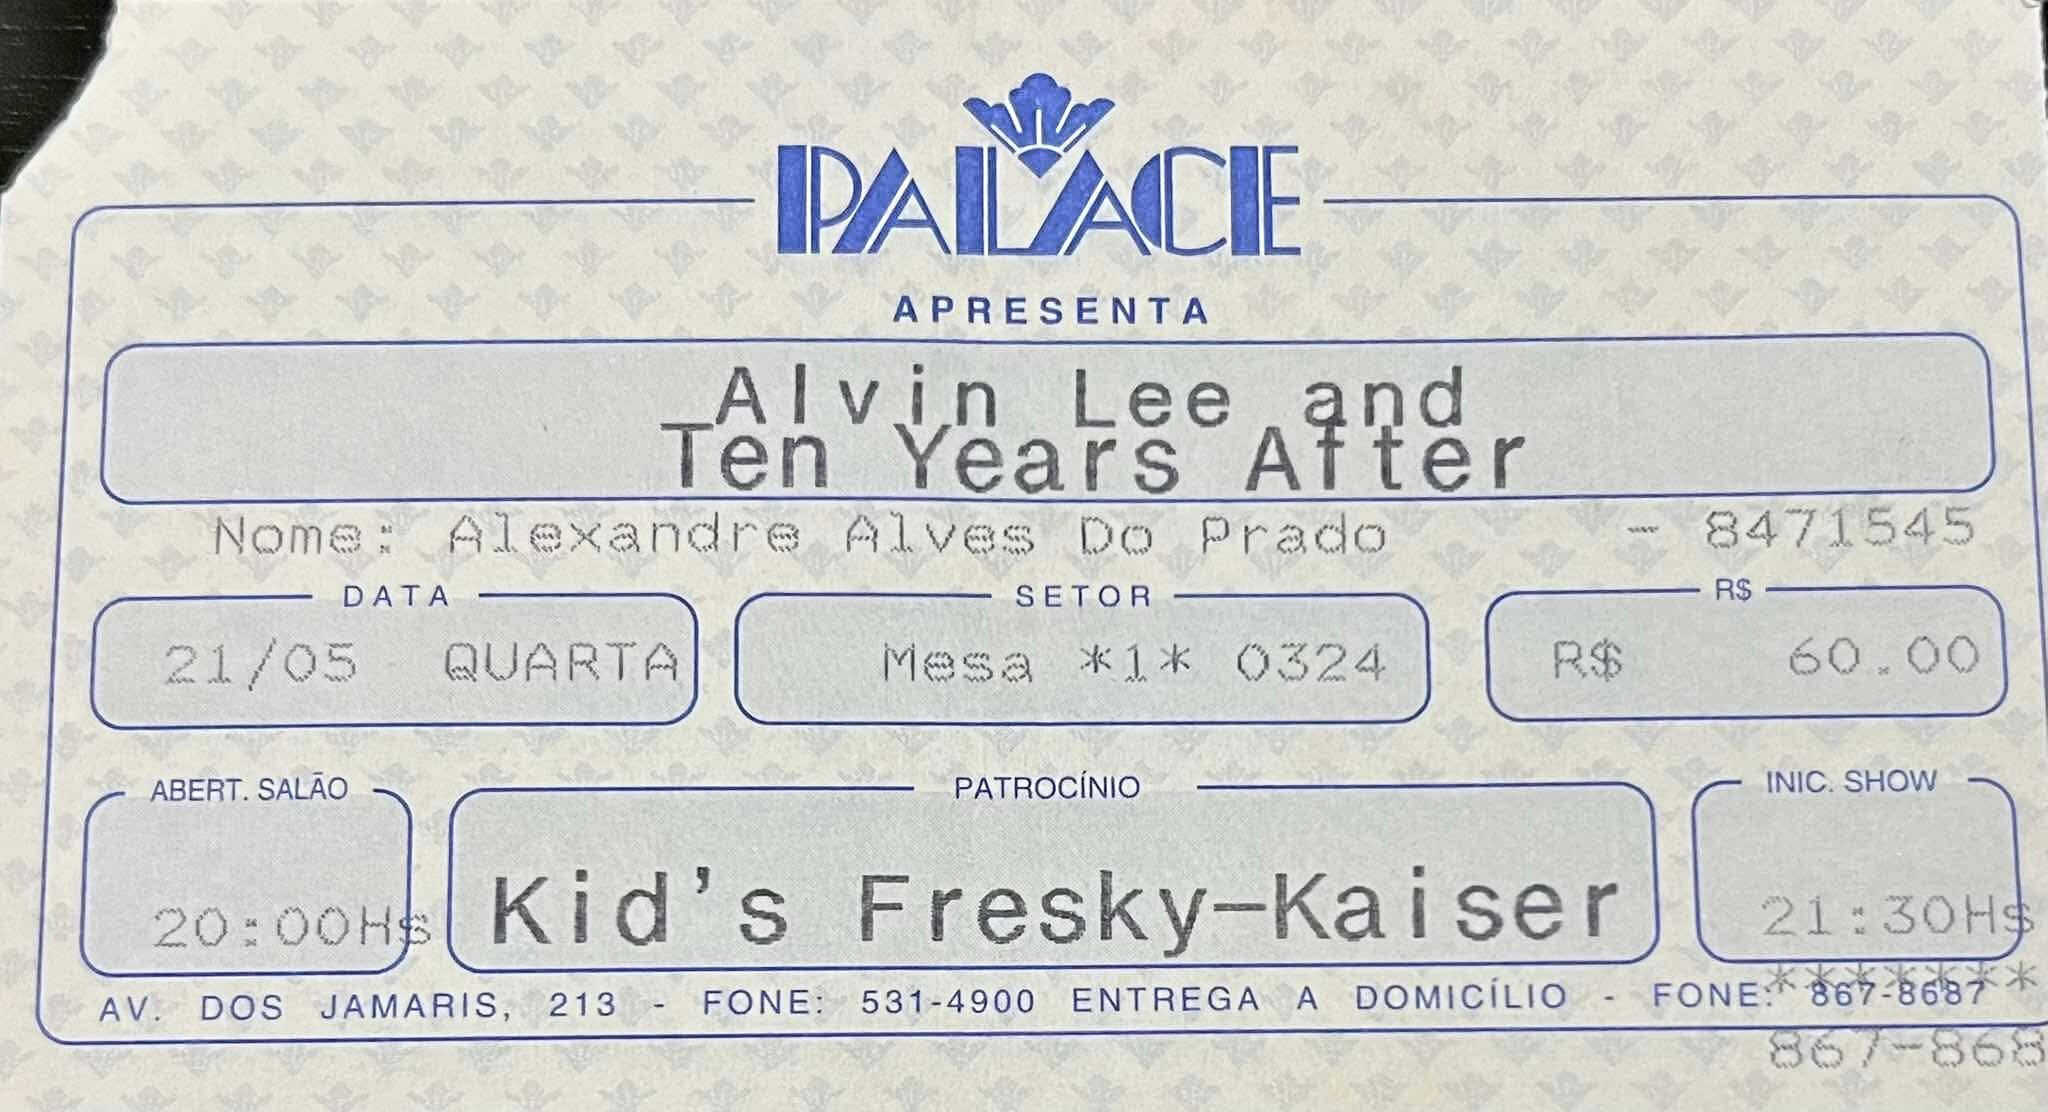 PALACE
APRESENTA
Alvin Lee and
Ten Years After
Nome: Alexandre Alves Do Prado - 8471545
DATA SETOR R$
21/05 QUARTA Mesa *1* 0324 R$ 60.00
ABERT. SALÃO PATROCÍNIO INIC. SHOW
20:00Hs Kid's Fresky-Kaiser 21:30Hs
*******
AV. DOS JAMARIS, 213 - FONE: 531-4900 ENTREGA A DOMICÍLIO - FONE: 867-8687
867-868